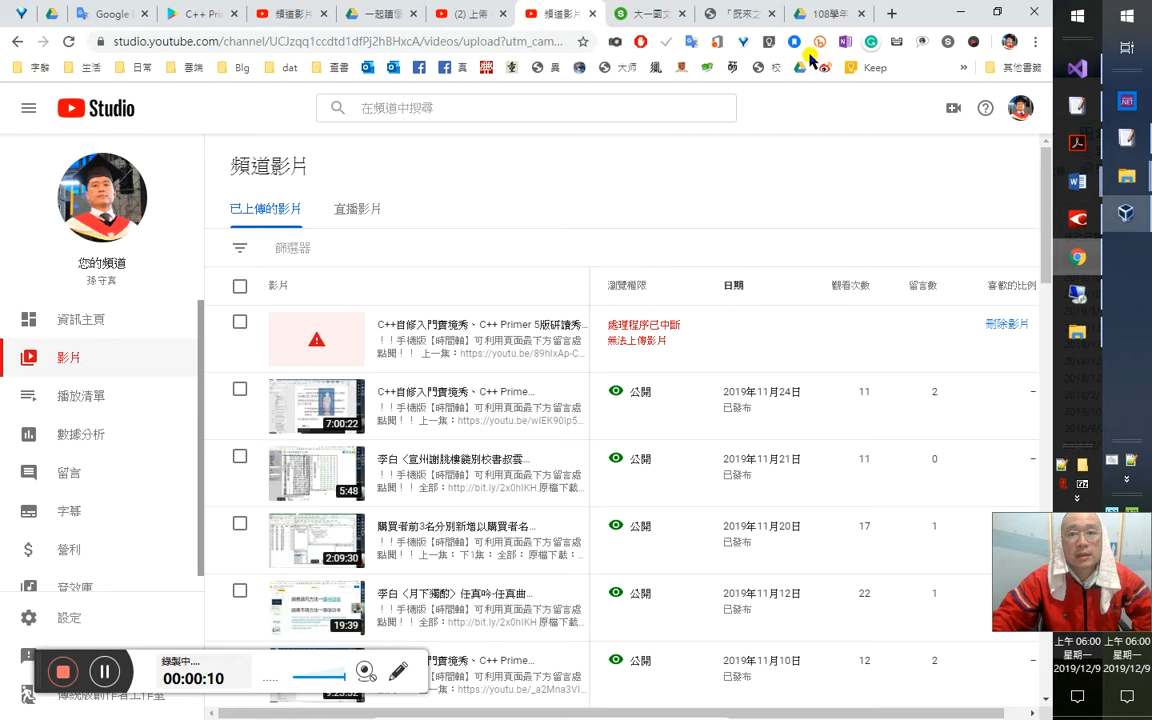 Google
C++ Prim
頻道影片
一起讀懂
(2) 上傳
頻道影片
大一國文
「既來之
108學年
studio.youtube.com/channel/UCJzqq1ccdtd1dfPj2hBHxcA/videos/upload?utm_cam...
字辭
生活
日常
雲端
Blg
dat
查書
真
異
大师
校
Keep
»
其他書籤
Studio
在頻道中搜尋
頻道影片
已上傳的影片
直播影片
篩選器
您的頻道
孫守真
資訊主頁
影片
播放清單
數據分析
留言
字幕
營利
音效庫
設定
影片
瀏覽權限
日期
觀看次數
留言數
喜歡的比例
C++自修入門實境秀、C++ Primer 5版研讀秀...
！！手機版【時間軸】可利用頁面最下方留言處
點閱！！ 上一集：https://youtu.be/89hIxAp-C...
處理程序已中斷
無法上傳影片
刪除影片
7:00:22
C++自修入門實境秀、C++ Prime...
！！手機版【時間軸】可利用頁面最下方留言處
點閱！！ 上一集：https://youtu.be/wIEK90ip5...
公開
2019年11月24日
已發布
11
2
–
5:48
李白〈宣州謝朓樓餞別校書叔雲...
！！手機版【時間軸】可利用頁面最下方留言處
點閱！！ 全部：http://bit.ly/2x0hIKH 原檔下載...
公開
2019年11月21日
已發布
11
0
–
2:09:30
購買者前3名分別新增以購買者名...
！！手機版【時間軸】可利用頁面最下方留言處
點閱！！ 上一集： 下1集： 全部： 原檔下載：...
公開
2019年11月20日
已發布
17
1
–
19:39
李白〈月下獨酌〉任真吟·任真曲...
！！手機版【時間軸】可利用頁面最下方留言處
點閱！！ 全部：http://bit.ly/2x0hIKH 原檔下載...
公開
2019年11月12日
已發布
22
1
–
C++自修入門實境秀、C++ Prime...
！！手機版【時間軸】可利用頁面最下方留言處
點閱！！ 上一集：https://youtu.be/_a2Mna3VI...
公開
2019年11月10日
已發布
12
2
–
錄製中....
00:00:10
上午 06:00
星期一
2019/12/9
上午 06:00
星期一
2019/12/9